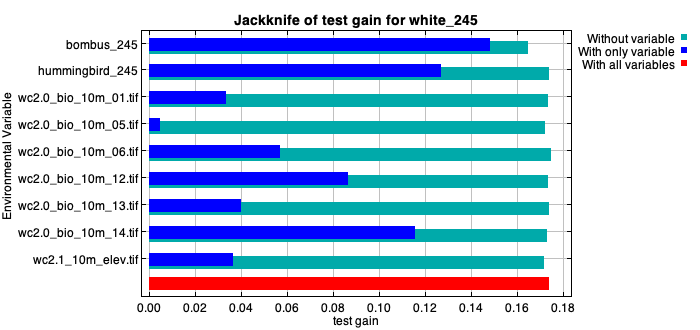 Jackknife of test gain for white_245
Without variable
With only variable
With all variables
Environmental Variable
bombus_245
hummingbird_245
wc2.0_bio_10m_01.tif
wc2.0_bio_10m_05.tif
wc2.0_bio_10m_06.tif
wc2.0_bio_10m_12.tif
wc2.0_bio_10m_13.tif
wc2.0_bio_10m_14.tif
wc2.1_10m_elev.tif
0.00 0.02 0.04 0.06 0.08 0.10 0.12 0.14 0.16 0.18
test gain